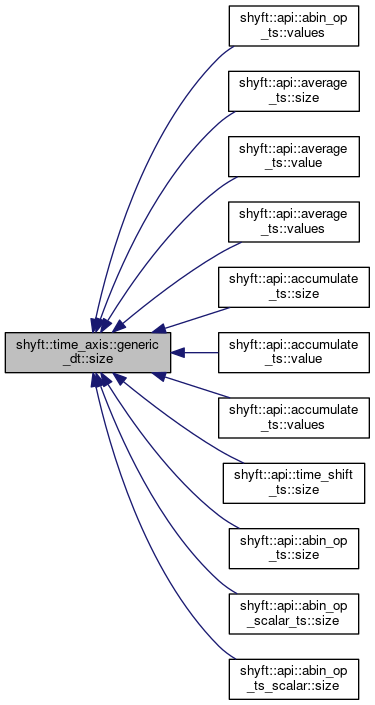 shyft::api::abin_op
_ts::values
shyft::api::average
_ts::size
shyft::api::average
_ts::value
shyft::api::average
_ts::values
shyft::api::accumulate
_ts::size
shyft::time_axis::generic
_dt::size
shyft::api::accumulate
_ts::value
shyft::api::accumulate
_ts::values
shyft::api::time_shift
_ts::size
shyft::api::abin_op
_ts::size
shyft::api::abin_op
_scalar_ts::size
shyft::api::abin_op
_ts_scalar::size